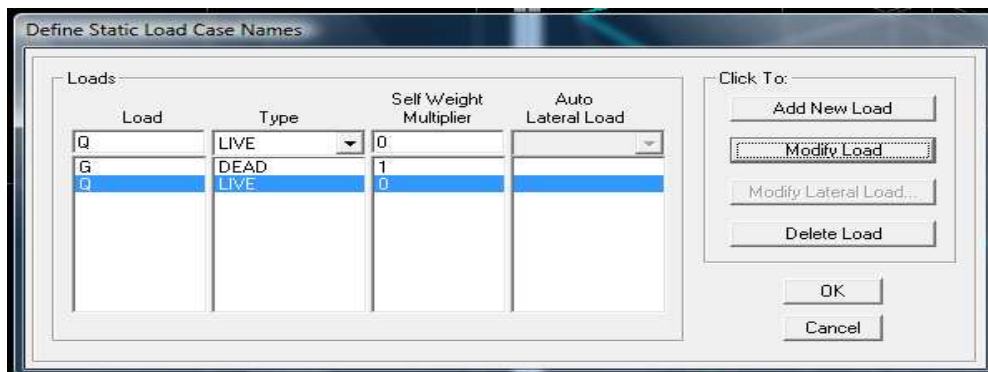 Define Static Load Case Names
Loads
Click To:
Load Type Self Weight Multiplier Auto Lateral Load
Q LIVE 0
G DEAD 1
Q LIVE 0
Add New Load
Modify Load
Modify Lateral Load...
Delete Load
OK
Cancel